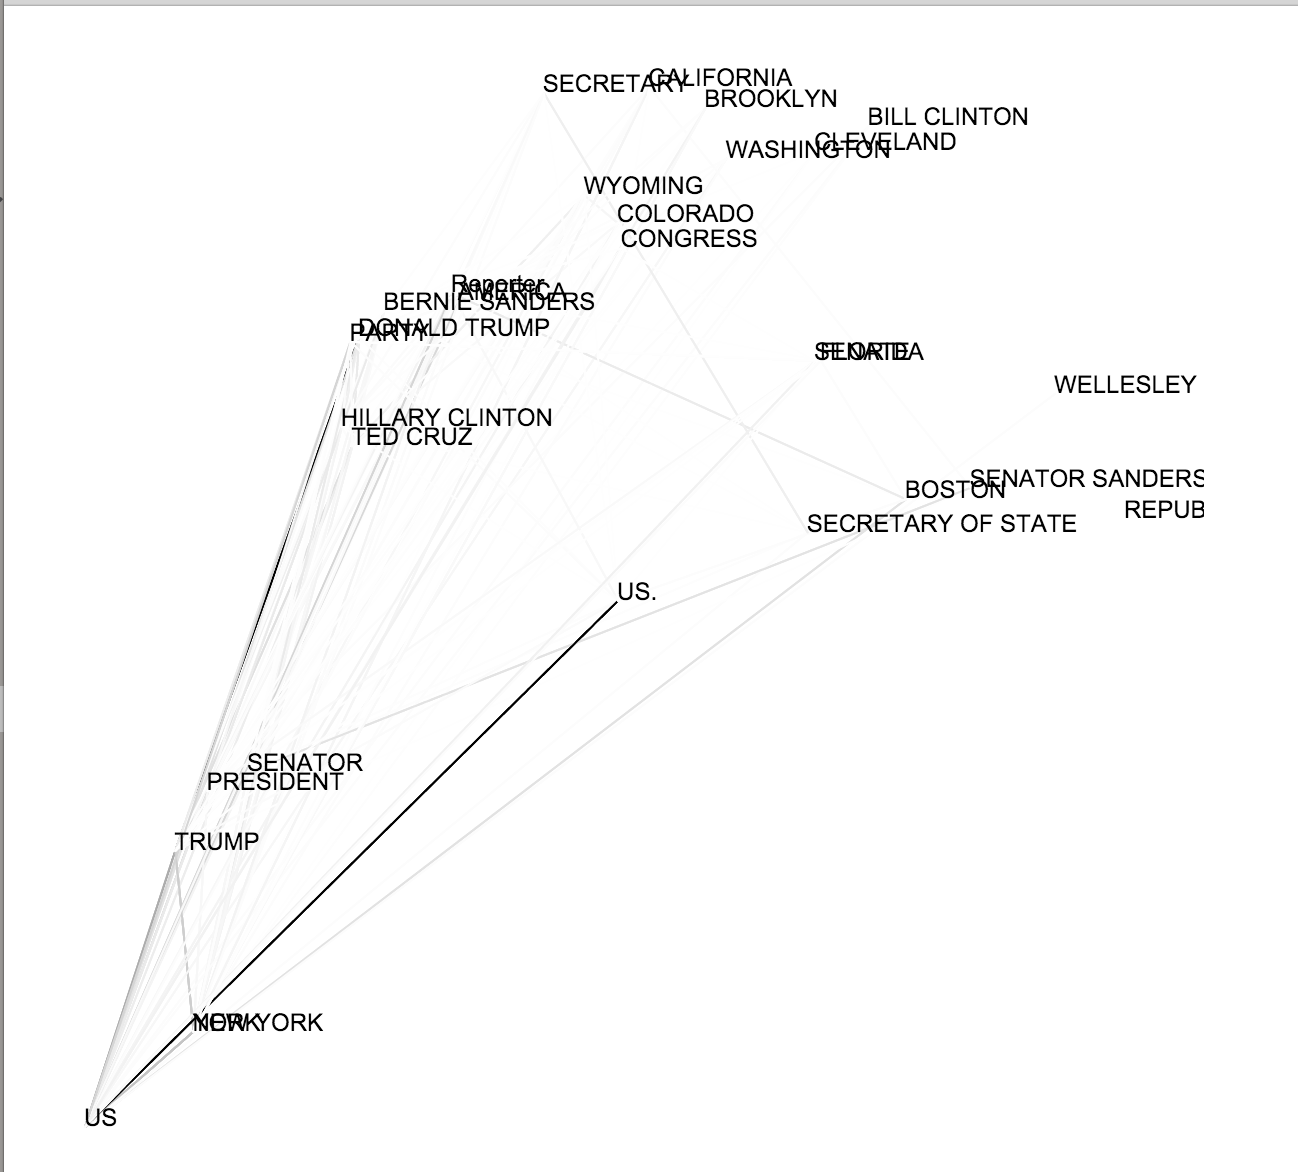 SECRETARY
CALIFORNIA
BROOKLYN
BILL CLINTON
CLEVELAND
WASHINGTON
WYOMING
COLORADO
CONGRESS
Reporter
AMERICA
BERNIE SANDERS
DONALD TRUMP
PARTY
SENATE
FLORIDA
WELLESLEY
HILLARY CLINTON
TED CRUZ
SENATOR SANDERS
BOSTON
REPUB
SECRETARY OF STATE
US.
SENATOR
PRESIDENT
TRUMP
YORK
NEW YORK
US